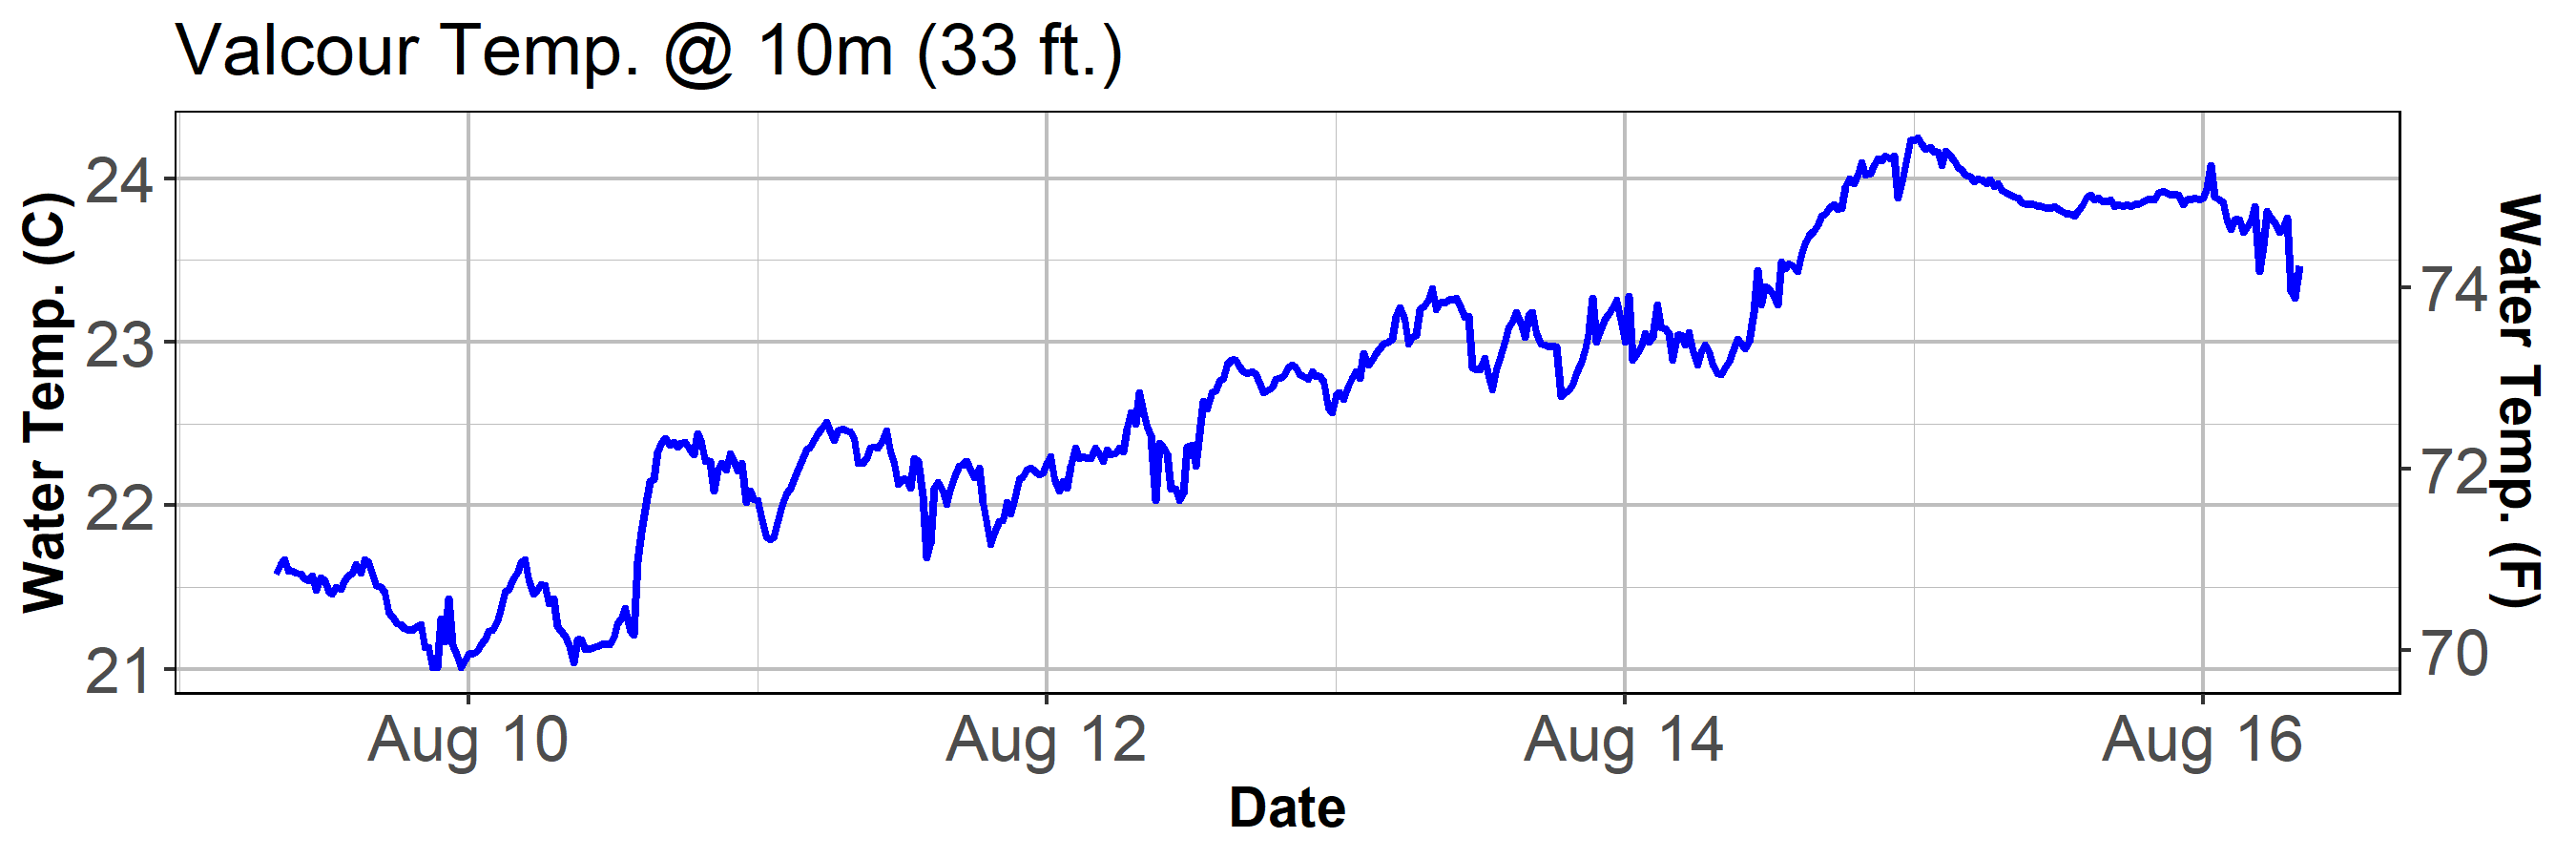 Valcour Temp. @ 10m (33 ft.)
Water Temp. (C)
24
23
22
21
74
72
70
Water Temp. (F)
Aug 10 Aug 12 Aug 14 Aug 16
Date